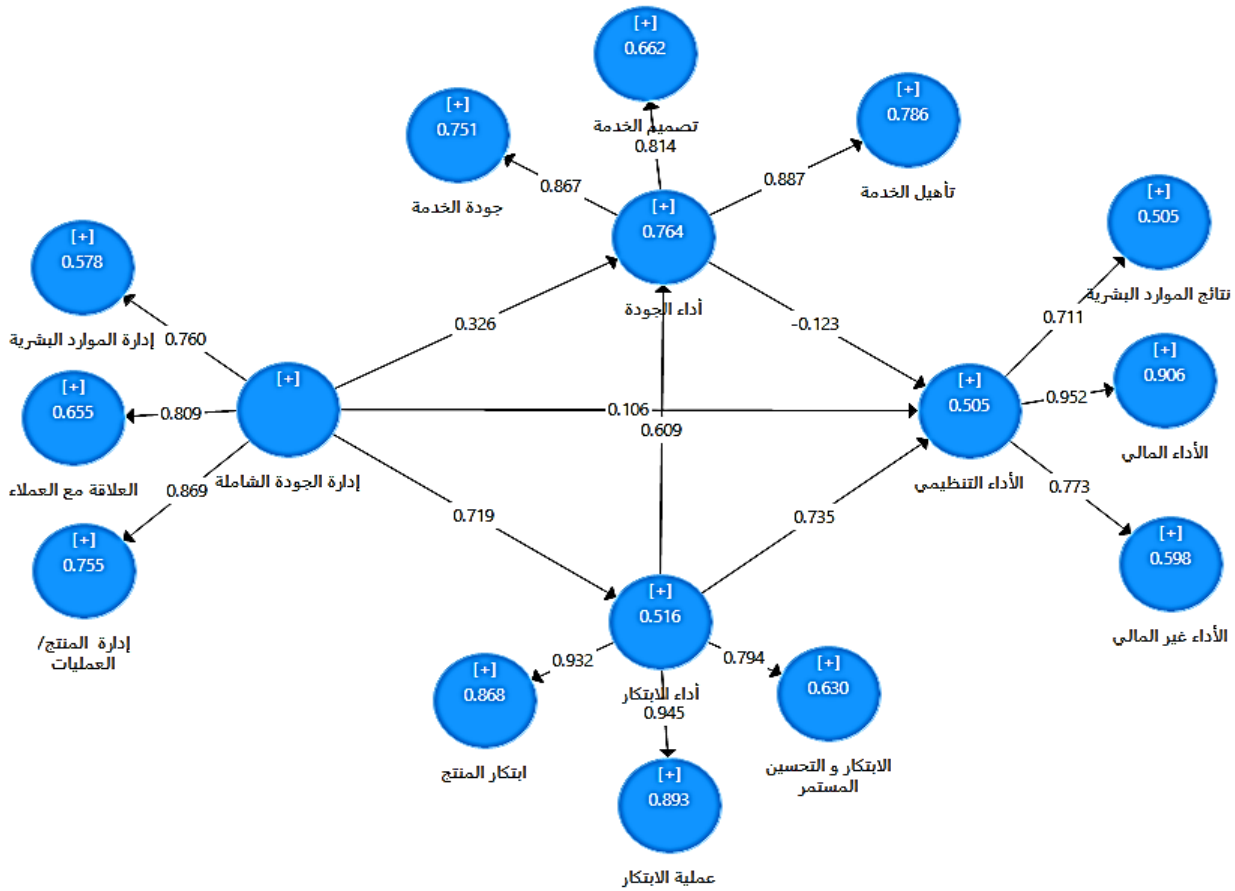 [+]
0.662
تصميم الخدمة
0.814
[+]
0.751
جودة الخدمة
0.867
[+]
0.786
تأهيل الخدمة
0.887
[+]
0.764
أداء الجودة
[+]
0.505
نتائج الموارد البشرية
0.711
[+]
0.578
إدارة الموارد البشرية
0.760
0.326
-0.123
[+]
0.906
الأداء المالي
0.952
[+]
0.655
العلاقة مع العملاء
0.809
[+]
إدارة الجودة الشاملة
0.106
0.609
[+]
0.505
الأداء التنظيمي
0.869
[+]
0.755
إدارة المنتج/
العمليات
0.719
0.735
0.773
[+]
0.598
الأداء غير المالي
[+]
0.516
أداء الابتكار
0.932
[+]
0.868
ابتكار المنتج
0.945
[+]
0.893
عملية الابتكار
0.794
[+]
0.630
الابتكار و التحسين
المستمر